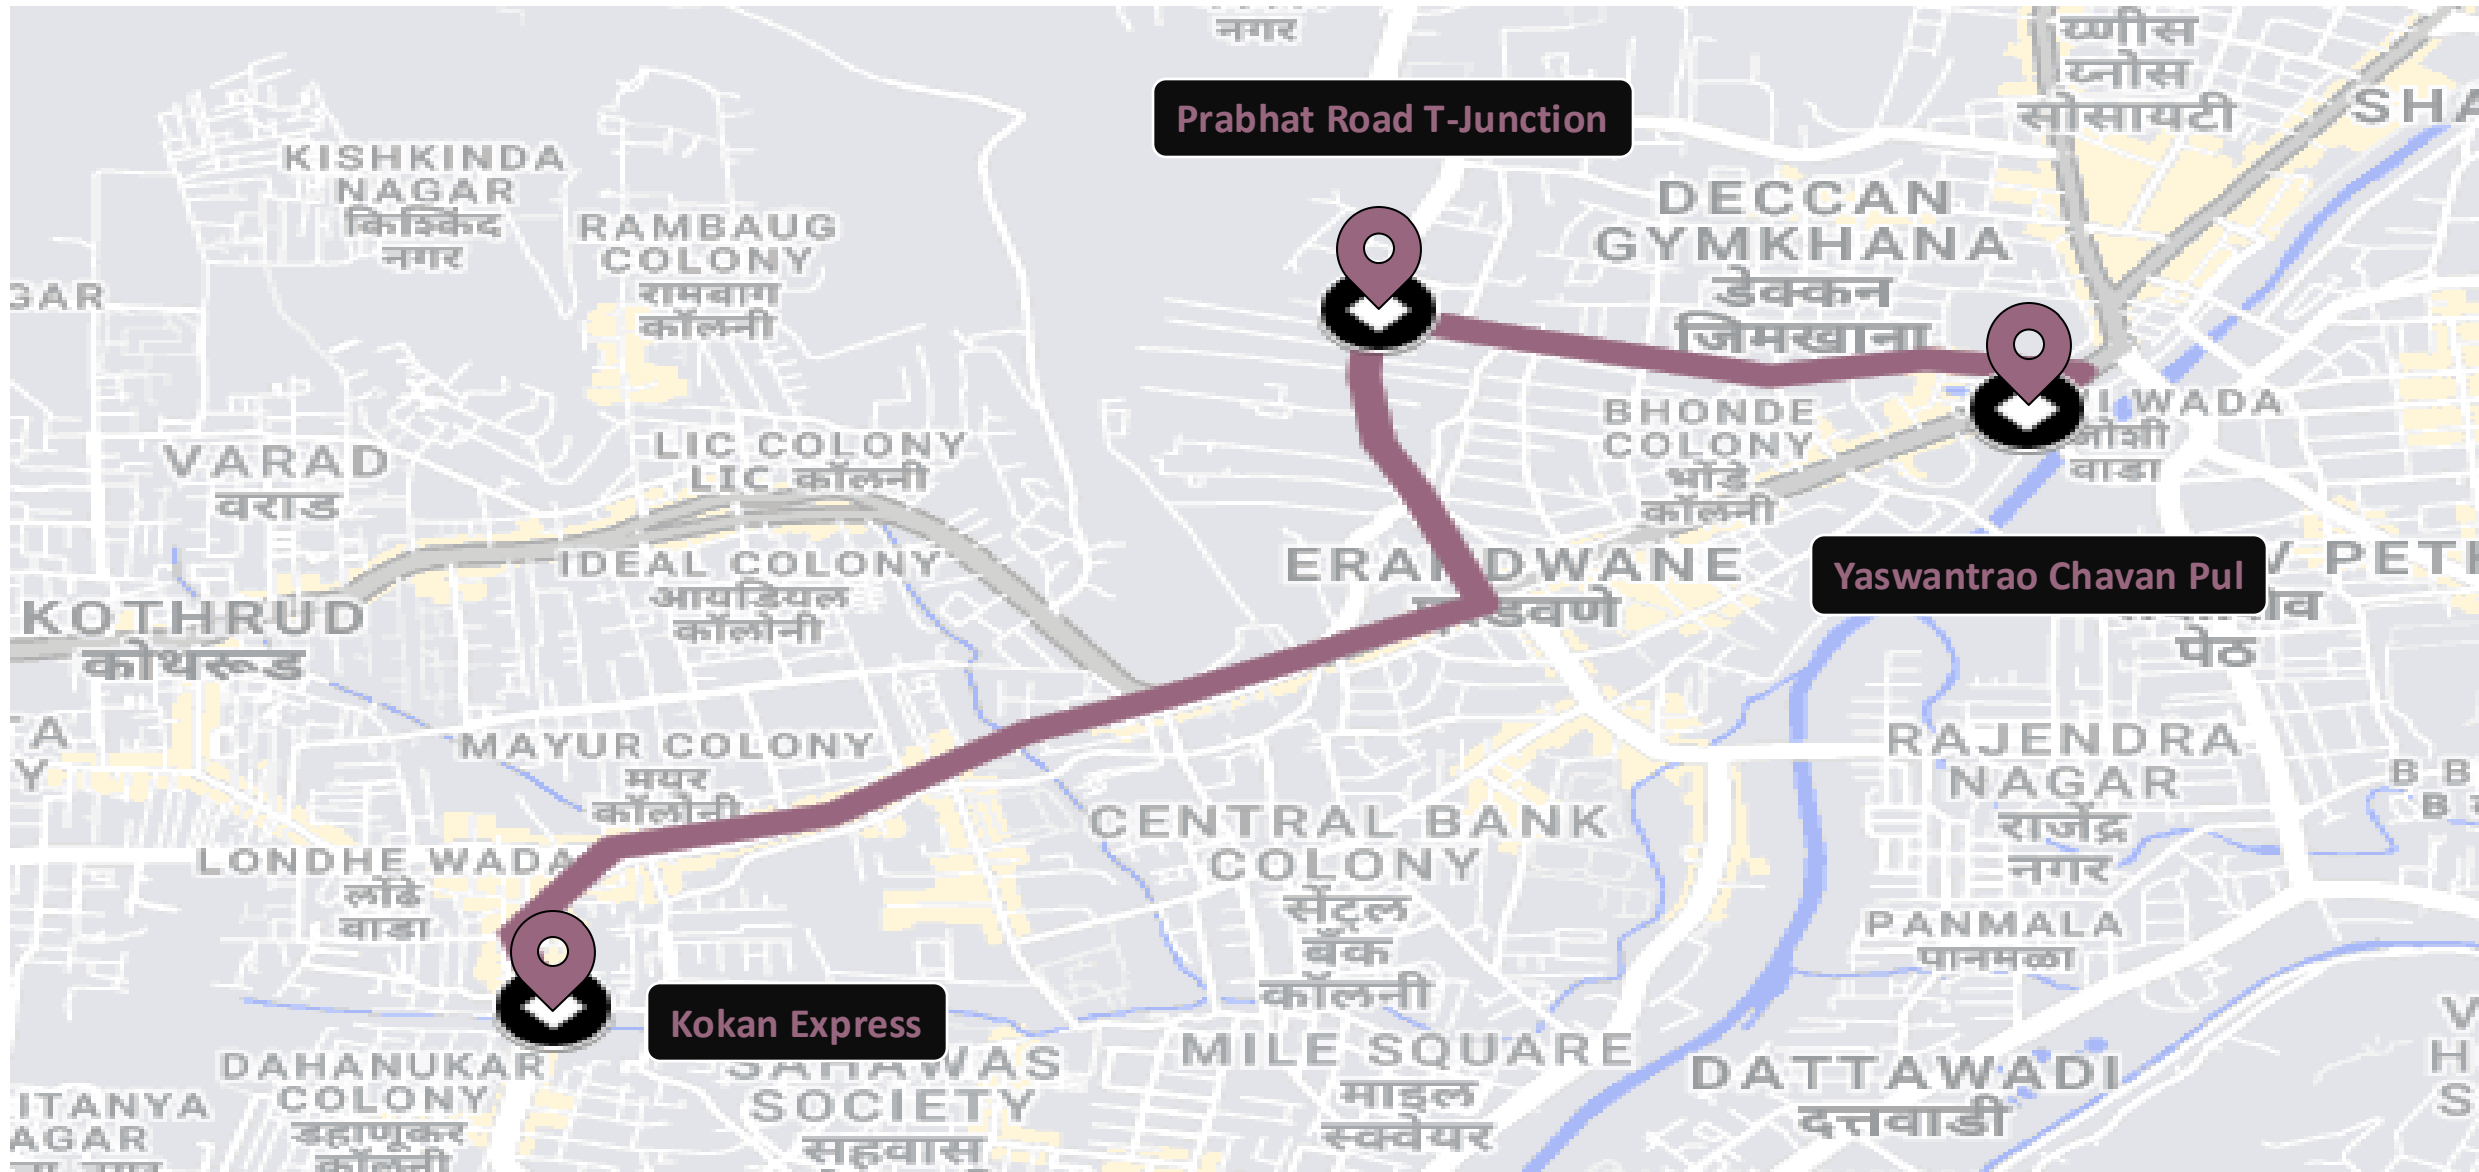 नगर
य्णीस
य्नोस
सोसायटी
SHA
Prabhat Road T-Junction
KISHKINDA
NAGAR
किश्किंद
नगर
RAMBAUG
COLONY
रामबाग
कॉलनी
DECCAN
GYMKHANA
डेक्कन
जिमखाना
GAR
VARAD
वराड
LIC COLONY
LIC कॉलनी
BHONDE
COLONY
भोंडे
कॉलनी
I WADA
जोशी
वाडा
IDEAL COLONY
आयडियल
कॉलोनी
ERANDWANE
डवणे
Yaswantrao Chavan Pul
V PETH
पेठ
KOTHRUD
कोथरूड
TA
Y
MAYUR COLONY
मयूर
कॉलोनी
RAJENDRA
NAGAR
राजेंद्र
नगर
B B
B
CENTRAL BANK
COLONY
सेंट्रल
बँक
कॉलनी
LONDHE WADA
लोंढे
वाडा
PANMALA
पानमळा
Kokan Express
DAHANUKAR
COLONY
डहाणूकर
कॉलनी
SAHAWAS
SOCIETY
सहवास
MILE SQUARE
माइल
स्क्वेयर
DATTAWADI
दत्तवाडी
V
H
S
ITANYA
AGAR